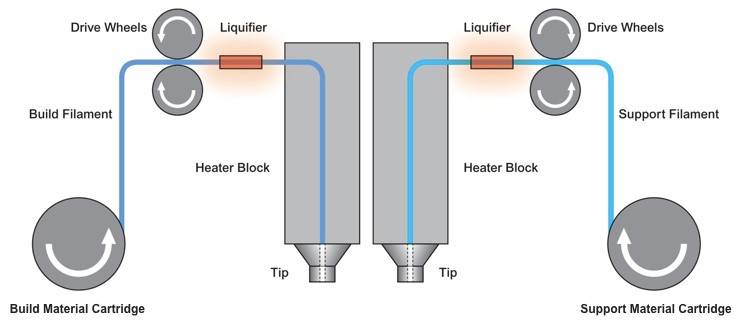 Drive Wheels
Liquifier
Liquifier
Drive Wheels
Build Filament
Support Filament
Heater Block
Heater Block
Tip
Tip
Build Material Cartridge
Support Material Cartridge